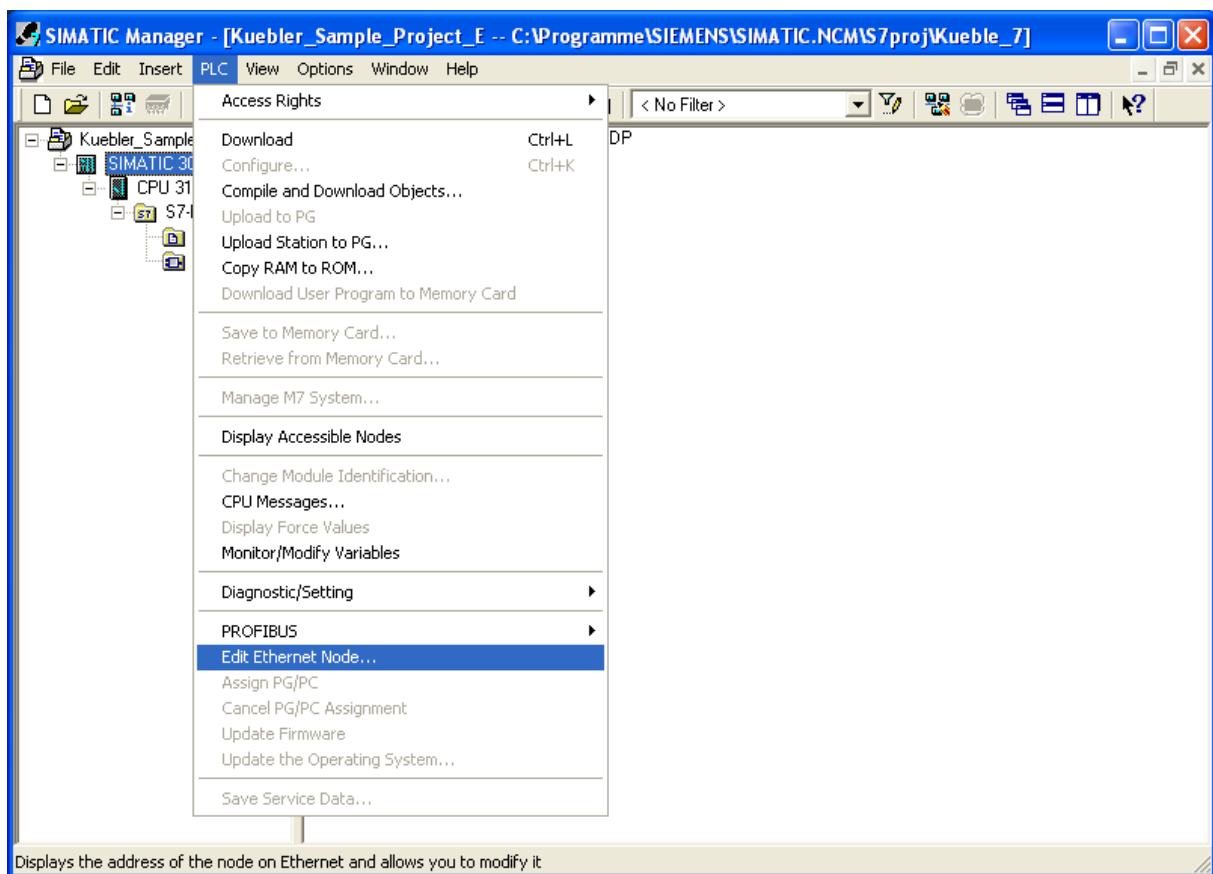 SIMATIC Manager - [Kuebler_Sample_Project_E -- C:\Programme\SIEMENS\SIMATIC.NCM\S7proj\Kueble_7]
File Edit Insert PLC View Options Window Help
< No Filter >
Kuebler_Sample
SIMATIC 30
CPU 31
S7-
DP
Access Rights
Download Ctrl+L
Configure... Ctrl+K
Compile and Download Objects...
Upload to PG
Upload Station to PG...
Copy RAM to ROM...
Download User Program to Memory Card
Save to Memory Card...
Retrieve from Memory Card...
Manage M7 System...
Display Accessible Nodes
Change Module Identification...
CPU Messages...
Display Force Values
Monitor/Modify Variables
Diagnostic/Setting
PROFIBUS
Edit Ethernet Node...
Assign PG/PC
Cancel PG/PC Assignment
Update Firmware
Update the Operating System...
Save Service Data...
Displays the address of the node on Ethernet and allows you to modify it